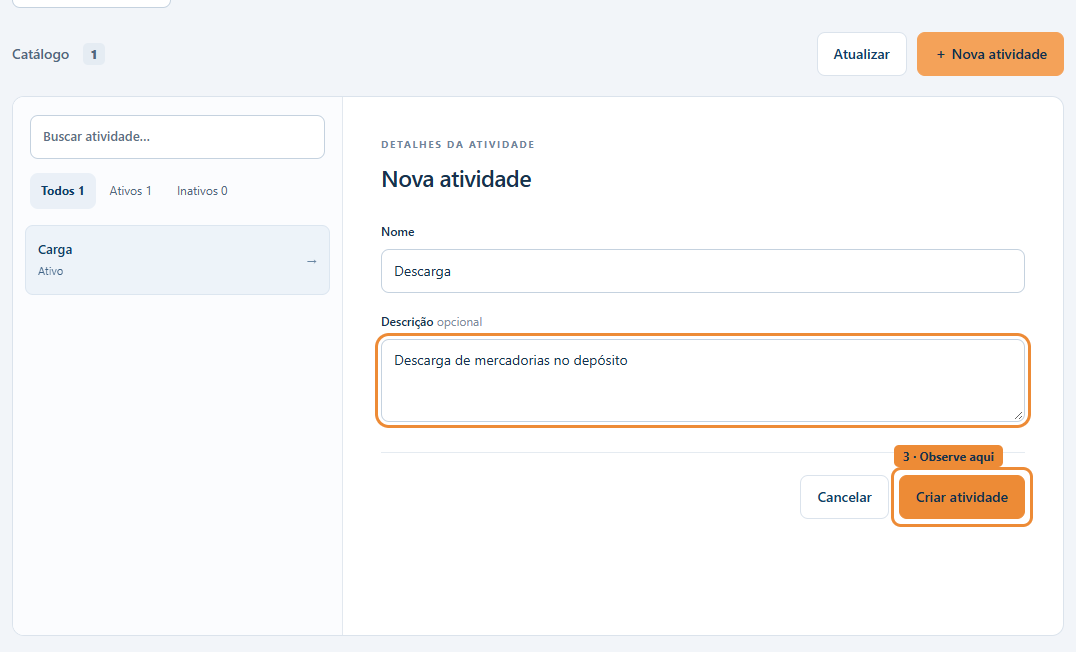 Catálogo 1
Atualizar
+ Nova atividade
Buscar atividade...
Todos 1 Ativos 1 Inativos 0
Carga
Ativo
→
DETALHES DA ATIVIDADE
Nova atividade
Nome
Descarga
Descrição opcional
Descarga de mercadorias no depósito
3 · Observe aqui
Cancelar
Criar atividade